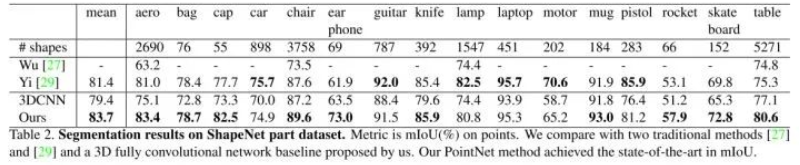 mean aero bag cap car chair ear guitar knife lamp laptop motor mug pistol rocket skate table
phone board
# shapes 2690 76 55 898 3758 69 787 392 1547 451 202 184 283 66 152 5271
Wu [27] - 63.2 - - - 73.5 - - - 74.4 - - - - - - 74.8
Yi [29] 81.4 81.0 78.4 77.7 75.7 87.6 61.9 92.0 85.4 82.5 95.7 70.6 91.9 85.9 53.1 69.8 75.3
3DCNN 79.4 75.1 72.8 73.3 70.0 87.2 63.5 88.4 79.6 74.4 93.9 58.7 91.8 76.4 51.2 65.3 77.1
Ours 83.7 83.4 78.7 82.5 74.9 89.6 73.0 91.5 85.9 80.8 95.3 65.2 93.0 81.2 57.9 72.8 80.6
Table 2. Segmentation results on ShapeNet part dataset. Metric is mIoU(%) on points. We compare with two traditional methods [27]
and [29] and a 3D fully convolutional network baseline proposed by us. Our PointNet method achieved the state-of-the-art in mIoU.